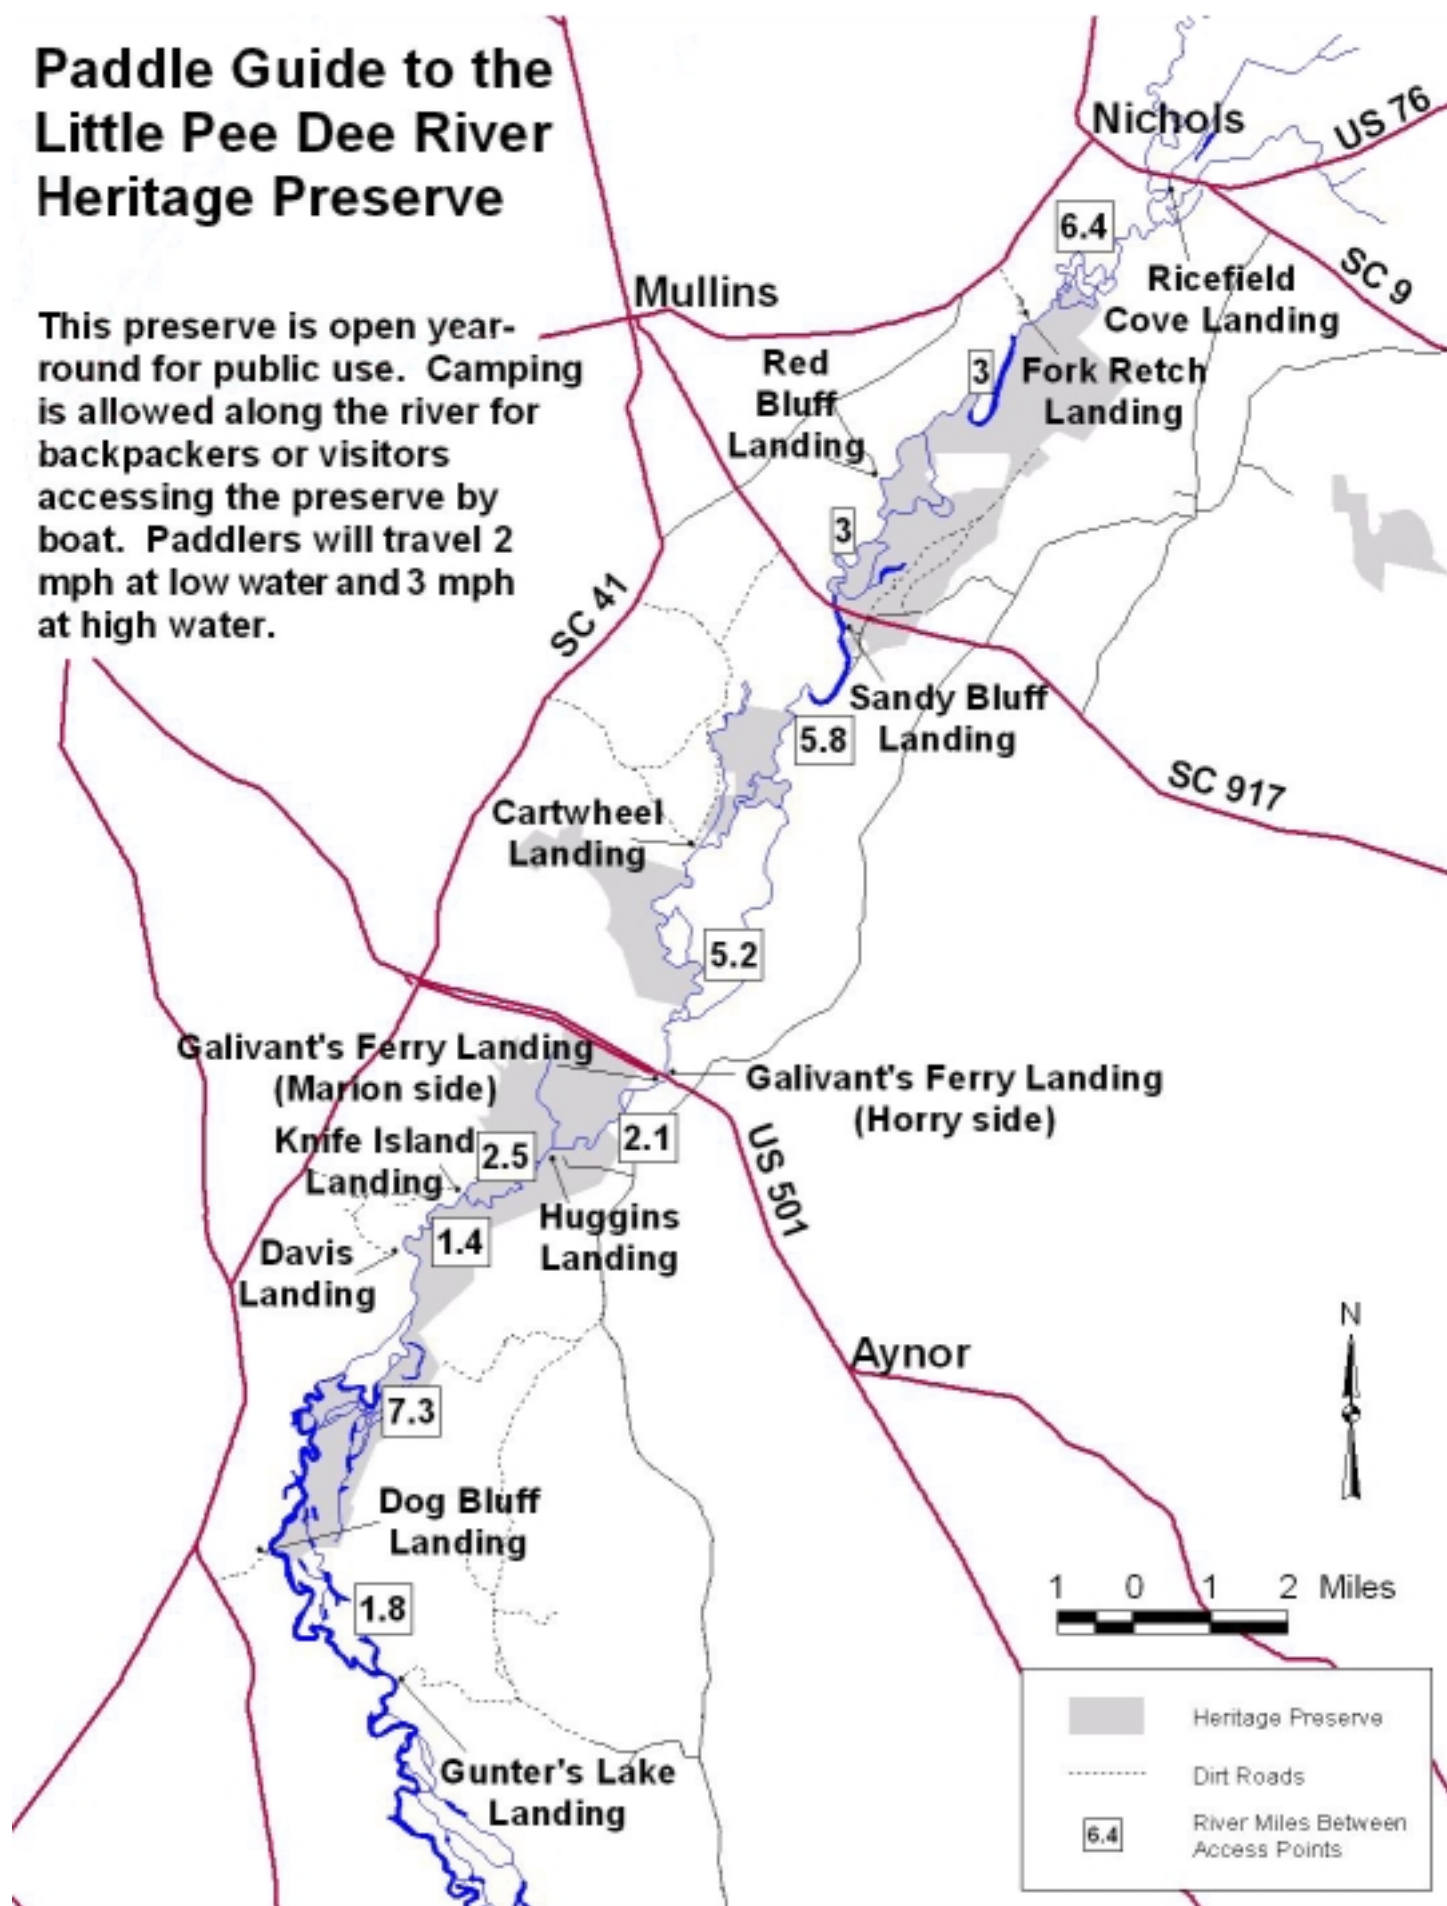 Paddle Guide to the
Little Pee Dee River
Heritage Preserve
This preserve is open year-
round for public use. Camping
is allowed along the river for
backpackers or visitors
accessing the preserve by
boat. Paddlers will travel 2
mph at low water and 3 mph
at high water.
Nichols
US 76
6.4
SC 9
Ricefield
Cove Landing
Mullins
Red
Bluff
Landing
3
Fork Retch
Landing
3
SC 41
Sandy Bluff
Landing
5.8
SC 917
Cartwheel
Landing
5.2
Galivant's Ferry Landing
(Marion side)
Galivant's Ferry Landing
(Horry side)
Knife Island
Landing
2.5
2.1
US 501
Huggins
Landing
1.4
Davis
Landing
N
Aynor
7.3
Dog Bluff
Landing
1.8
1 0 1 2 Miles
Gunter's Lake
Landing
Heritage Preserve
Dirt Roads
6.4
River Miles Between
Access Points